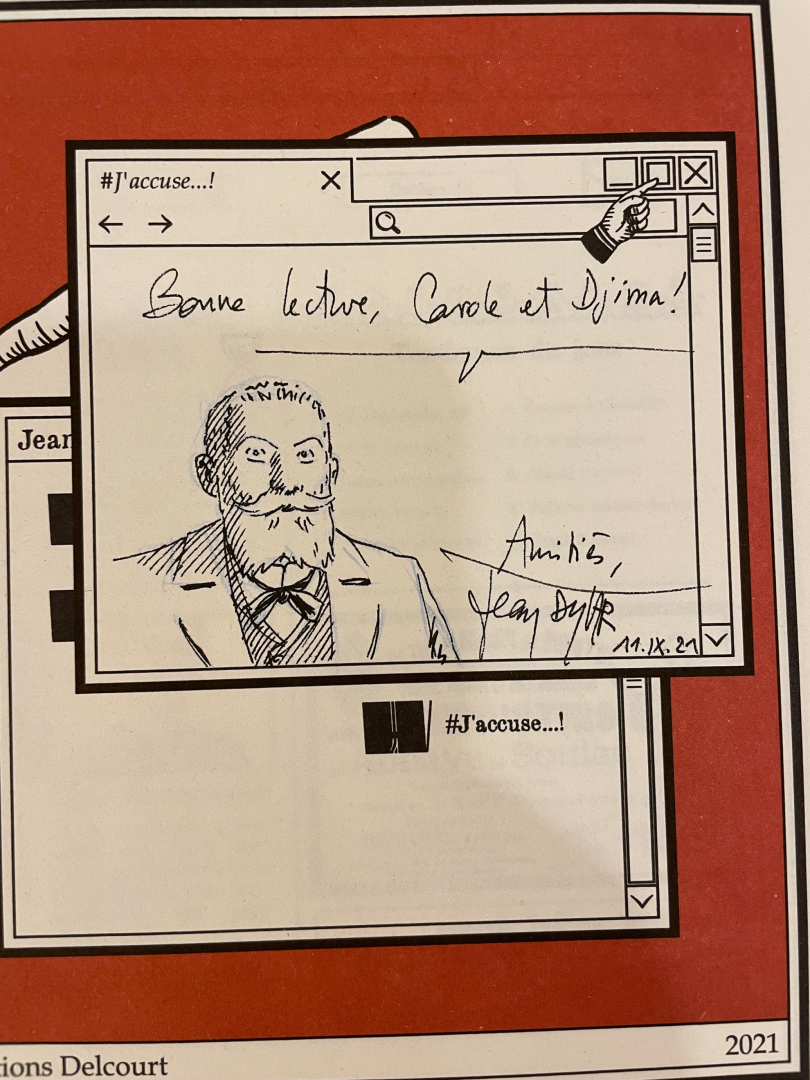 #J'accuse...!
Bonne lecture, Carole et Djima!
Jean
Amitiés,
Jean Dytar
11.IX.21
#J'accuse...!
tions Delcourt
2021